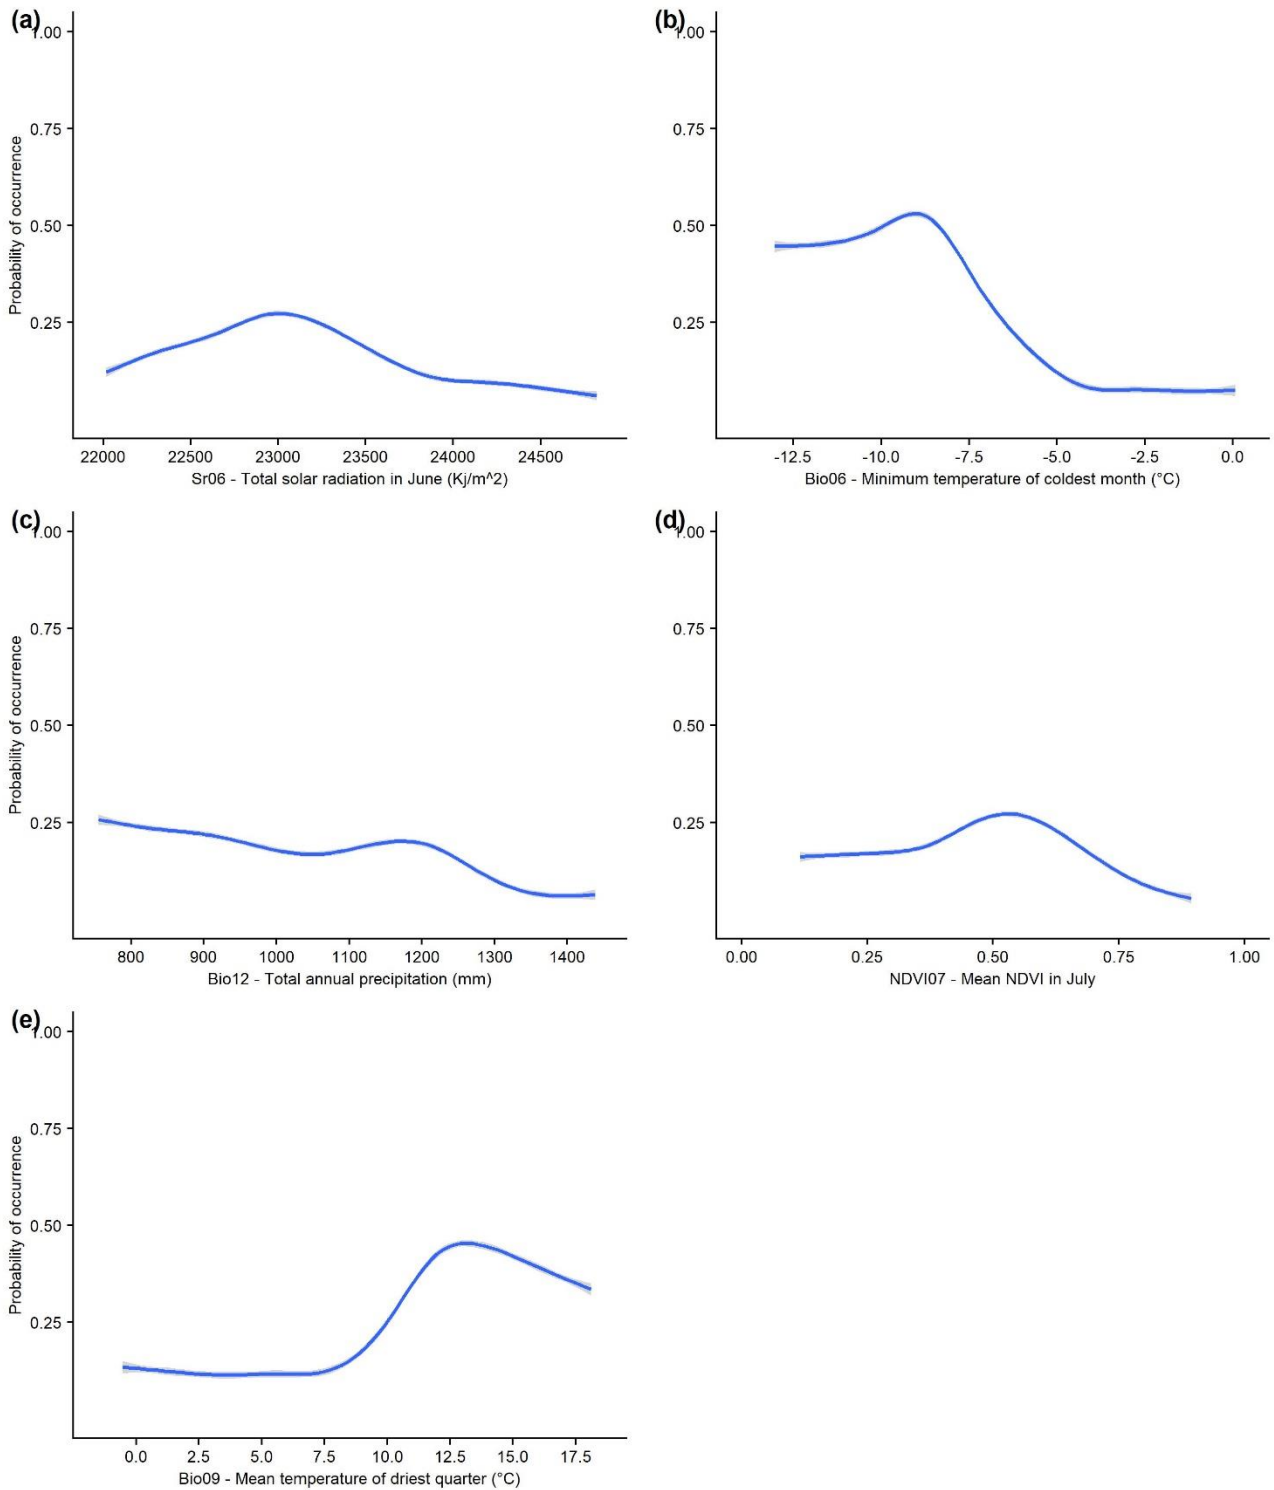 (a)
1.00
0.75
0.50
0.25
Probability of occurrence
22000 22500 23000 23500 24000 24500
Sr06 - Total solar radiation in June (Kj/m^2)
(b)
1.00
0.75
0.50
0.25
-12.5 -10.0 -7.5 -5.0 -2.5 0.0
Bio06 - Minimum temperature of coldest month (°C)
(c)
1.00
0.75
0.50
0.25
Probability of occurrence
800 900 1000 1100 1200 1300 1400
Bio12 - Total annual precipitation (mm)
(d)
1.00
0.75
0.50
0.25
0.00 0.25 0.50 0.75 1.00
NDVI07 - Mean NDVI in July
(e)
1.00
0.75
0.50
0.25
Probability of occurrence
0.0 2.5 5.0 7.5 10.0 12.5 15.0 17.5
Bio09 - Mean temperature of driest quarter (°C)